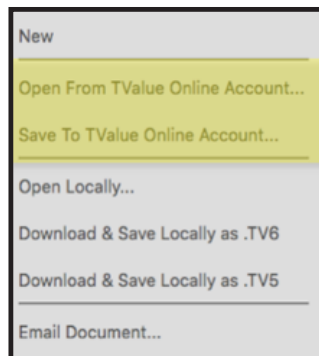 New
Open From TValue Online Account...
Save To TValue Online Account...
Open Locally...
Download & Save Locally as .TV6
Download & Save Locally as .TV5
Email Document...